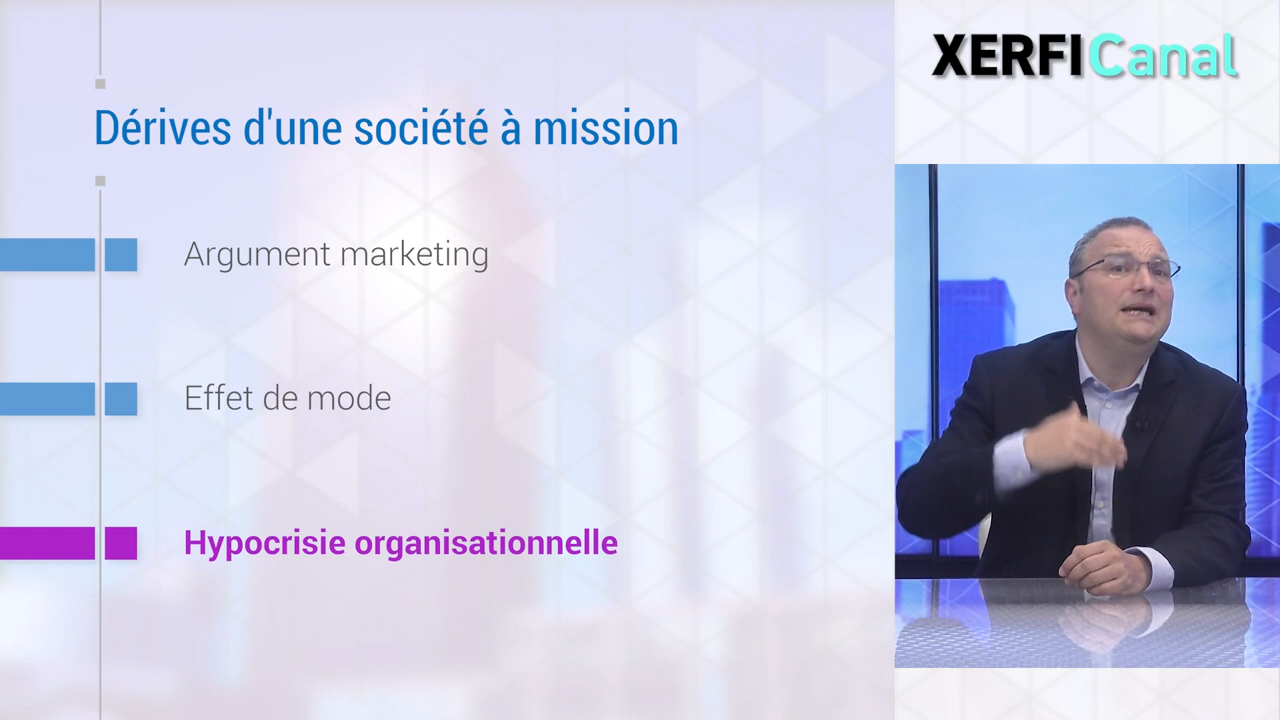 XERFI Canal
Dérives d'une société à mission
Argument marketing
Effet de mode
Hypocrisie organisationnelle